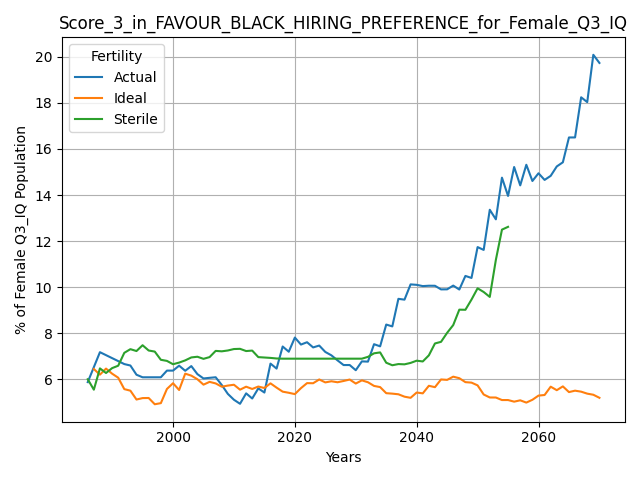 Score_3_in_FAVOUR_BLACK_HIRING_PREFERENCE_for_Female_Q3_IQ
Fertility
Actual
Ideal
Sterile
% of Female Q3_IQ Population
20
18
16
14
12
10
8
6
2000
2020
2040
2060
Years